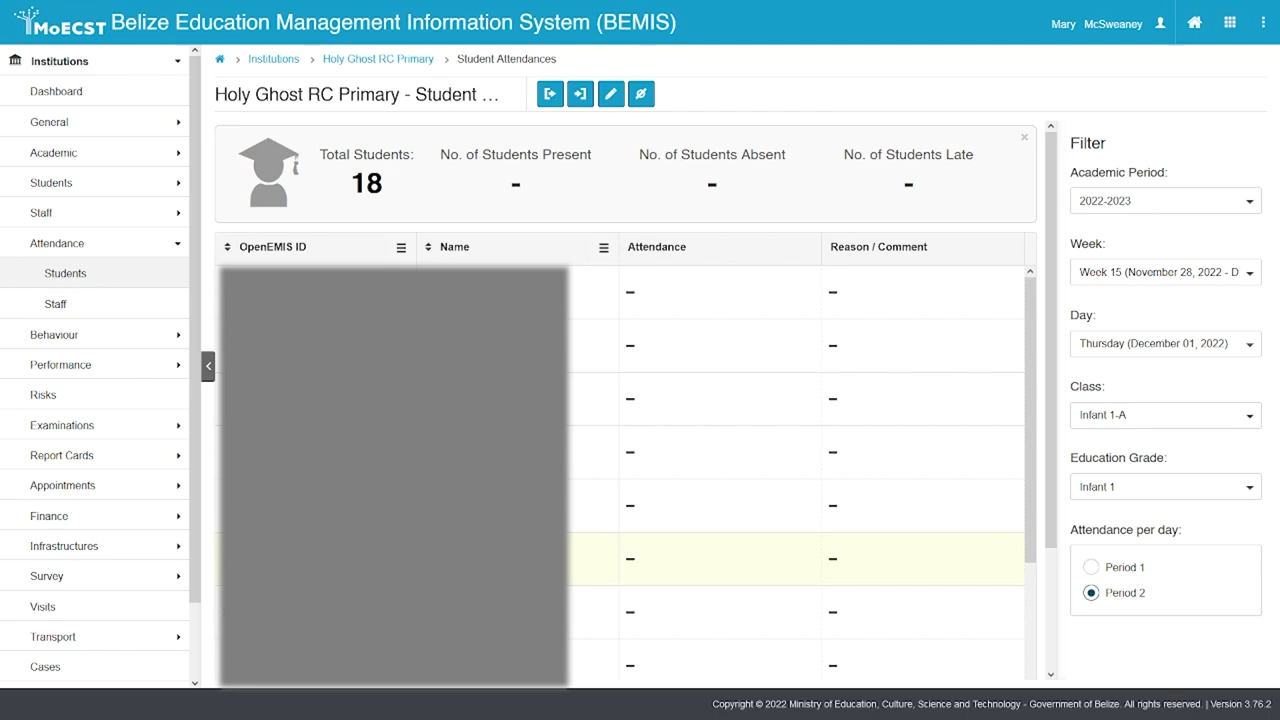 MoECST Belize Education Management Information System (BEMIS)
Mary McSweaney
Institutions
Dashboard
General
Academic
Students
Staff
Attendance
Students
Staff
Behaviour
Performance
Risks
Examinations
Report Cards
Appointments
Finance
Infrastructures
Survey
Visits
Transport
Cases
Institutions > Holy Ghost RC Primary > Student Attendances
Holy Ghost RC Primary - Student ...
Total Students: No. of Students Present No. of Students Absent No. of Students Late
18 - - -
OpenEMIS ID Name Attendance Reason / Comment
– –
– –
– –
– –
– –
– –
– –
– –
Filter
Academic Period:
2022-2023
Week:
Week 15 (November 28, 2022 - D
Day:
Thursday (December 01, 2022)
Class:
Infant 1-A
Education Grade:
Infant 1
Attendance per day:
Period 1
Period 2
Copyright © 2022 Ministry of Education, Culture, Science and Technology - Government of Belize. All rights reserved. | Version 3.76.2